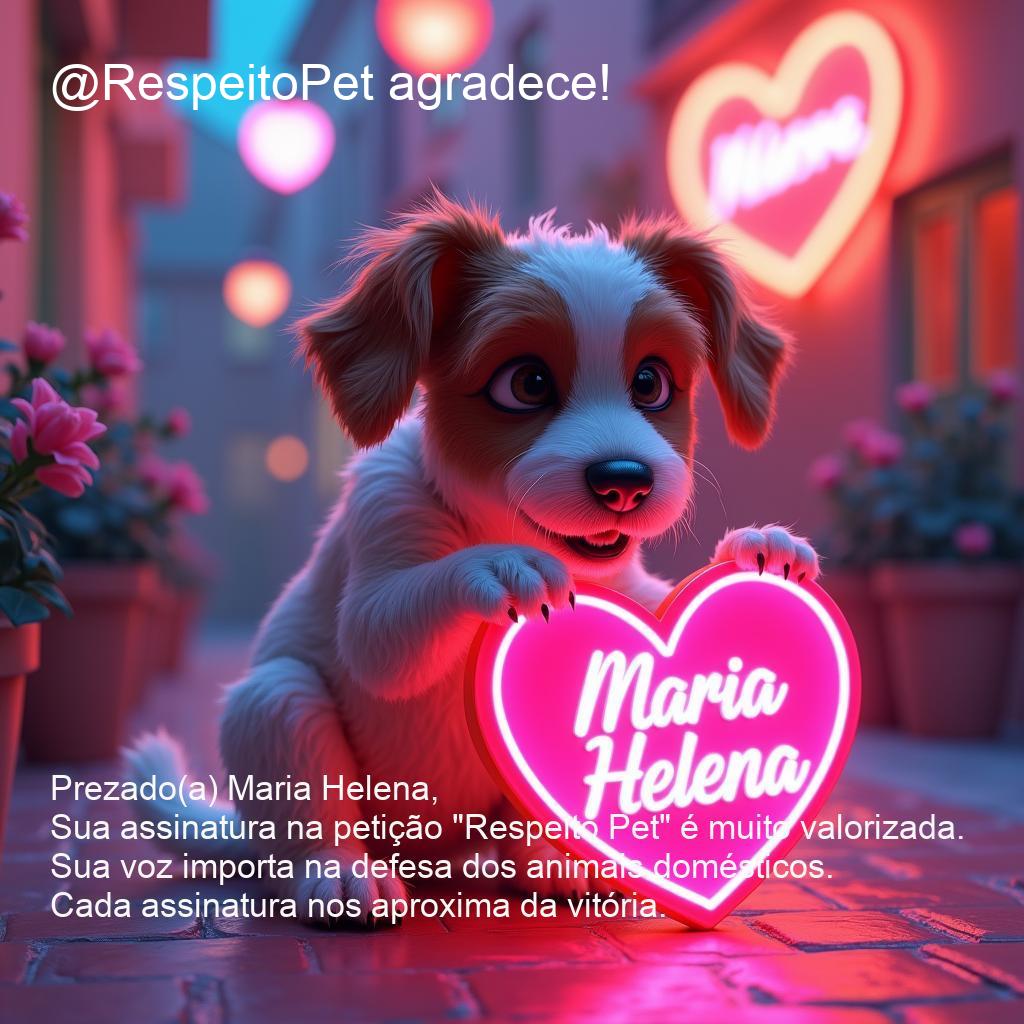 @RespeitoPet agradece!
Maria
Helena
Prezado(a) Maria Helena,
Sua assinatura na petição "Respeito Pet" é muito valorizada.
Sua voz importa na defesa dos animais domésticos.
Cada assinatura nos aproxima da vitória.